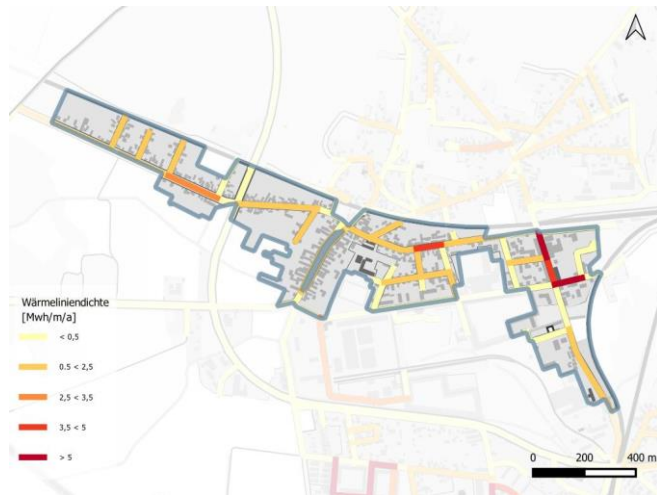 Wärmeliniendichte
[Mwh/m/a]
< 0,5
0.5 < 2,5
2,5 < 3,5
3,5 < 5
> 5
0 200 400 m